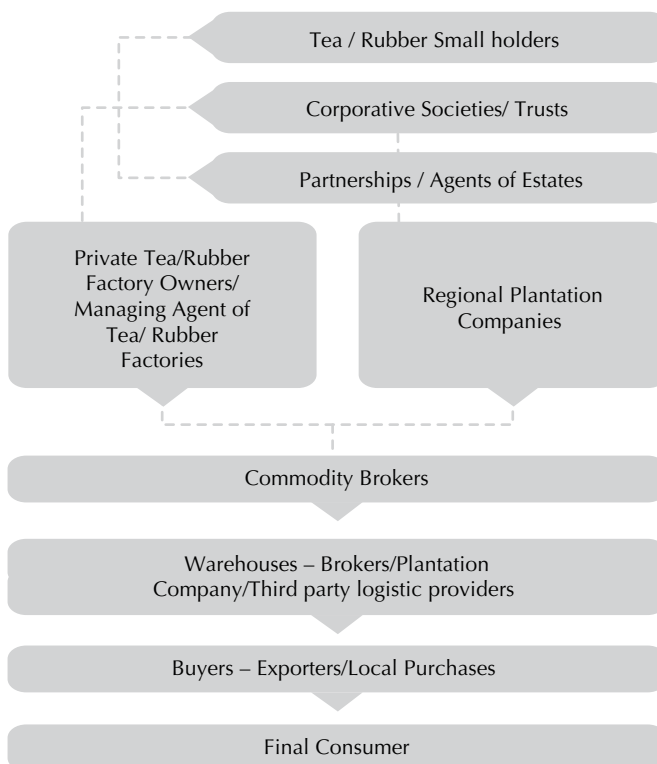 Tea / Rubber Small holders
Corporative Societies/ Trusts
Partnerships / Agents of Estates
Private Tea/Rubber
Factory Owners/
Managing Agent of
Tea/ Rubber
Factories
Regional Plantation
Companies
Commodity Brokers
Warehouses – Brokers/Plantation
Company/Third party logistic providers
Buyers – Exporters/Local Purchases
Final Consumer